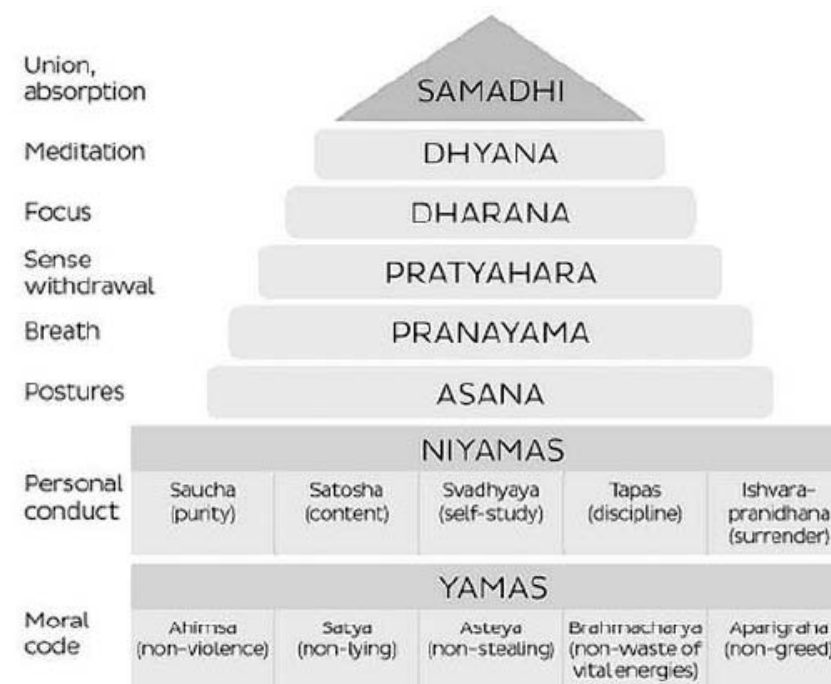 Union,
absorption
SAMADHI
Meditation
DHYANA
Focus
DHARANA
Sense
withdrawal
PRATYAHARA
Breath
PRANAYAMA
Postures
ASANA
NIYAMAS
Personal
conduct
Saucha
(purity)
Satosha
(content)
Svadhyaya
(self-study)
Tapas
(discipline)
Ishvara-
pranidhana
(surrender)
YAMAS
Moral
code
Ahimsa
(non-violence)
Satya
(non-lying)
Asteya
(non-stealing)
Brahmacharya
(non-waste of
vital energies)
Aparigraha
(non-greed)